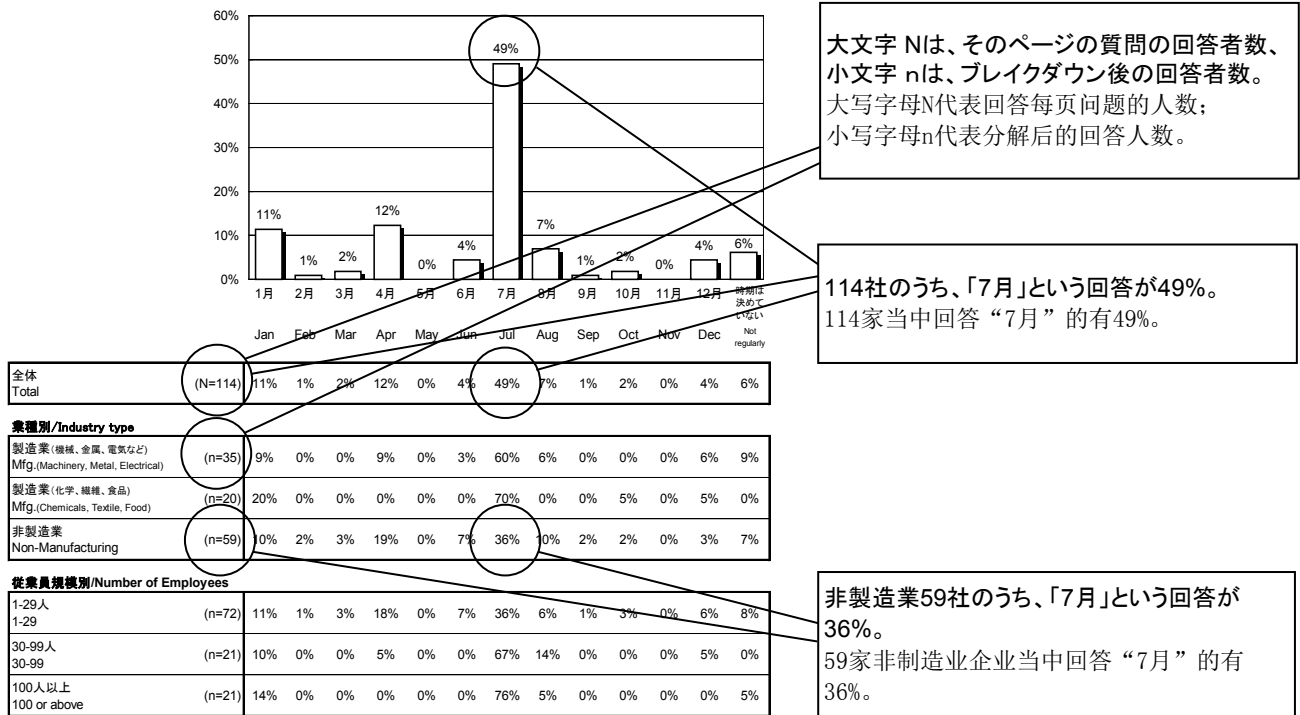 60%
50%
40%
30%
20%
10%
0%
11%
1%
2%
12%
0%
4%
49%
7%
1%
2%
0%
4%
6%
1月 2月 3月 4月 5月 6月 7月 8月 9月 10月 11月 12月 時期は
決めて
いない
Jan Feb Mar Apr May Jun Jul Aug Sep Oct Nov Dec Not
regularly
全体
Total
(N=114) 11% 1% 2% 12% 0% 4% 49% 7% 1% 2% 0% 4% 6%
業種別/Industry type
製造業(機械、金属、電気など)
Mfg.(Machinery, Metal, Electrical)
(n=35) 9% 0% 0% 9% 0% 3% 60% 6% 0% 0% 0% 6% 9%
製造業(化学、繊維、食品)
Mfg.(Chemicals, Textile, Food)
(n=20) 20% 0% 0% 0% 0% 0% 70% 0% 0% 5% 0% 5% 0%
非製造業
Non-Manufacturing
(n=59) 10% 2% 3% 19% 0% 7% 36% 10% 2% 2% 0% 3% 7%
従業員規模別/Number of Employees
1-29人
1-29
(n=72) 11% 1% 3% 18% 0% 7% 36% 6% 1% 3% 0% 6% 8%
30-99人
30-99
(n=21) 10% 0% 0% 5% 0% 0% 67% 14% 0% 0% 0% 5% 0%
100人以上
100 or above
(n=21) 14% 0% 0% 0% 0% 0% 76% 5% 0% 0% 0% 0% 5%
大文字 Nは、そのページの質問の回答者数、
小文字 nは、ブレイクダウン後の回答者数。
大写字母N代表回答每页问题的人数;
小写字母n代表分解后的回答人数。
114社のうち、「7月」という回答が49%。
114家当中回答“7月”的有49%。
非製造業59社のうち、「7月」という回答が
36%。
59家非制造业企业当中回答“7月”的有
36%。